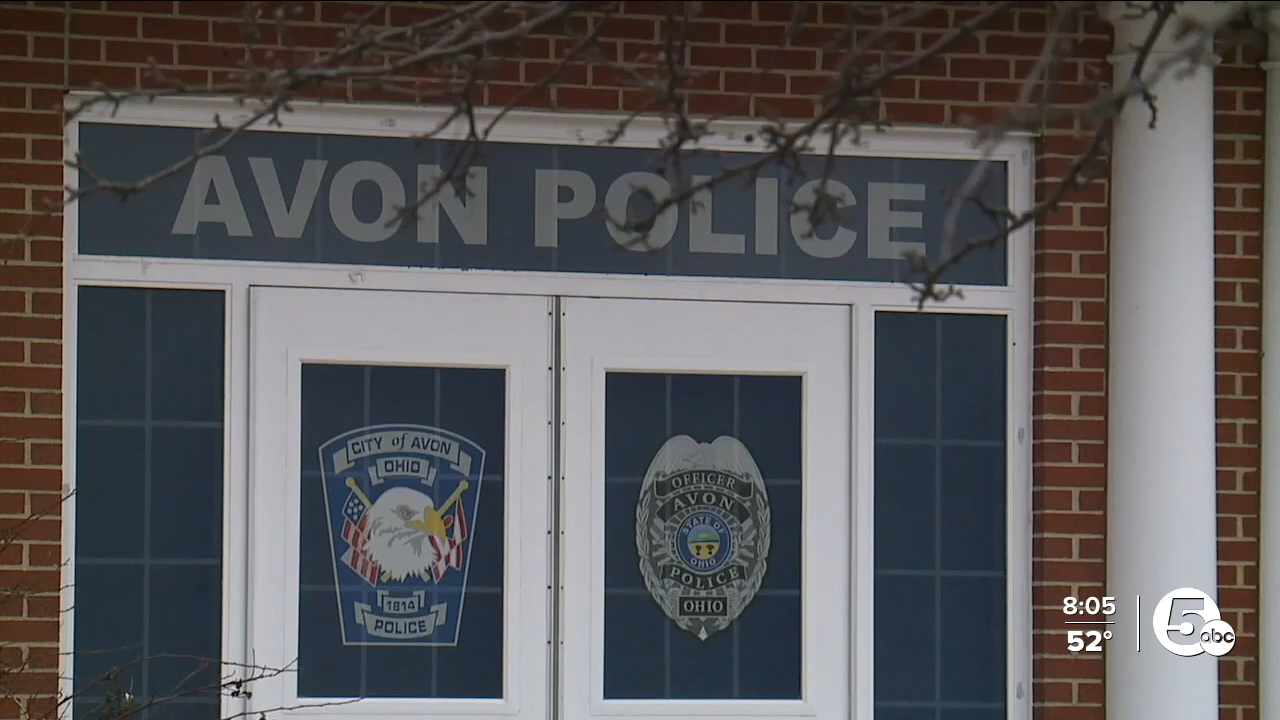 AVON POLICE
CITY of AVON
OHIO
1814
POLICE
OFFICER
AVON
STATE OF
OHIO
POLICE
OHIO
8:05
52°
5
abc